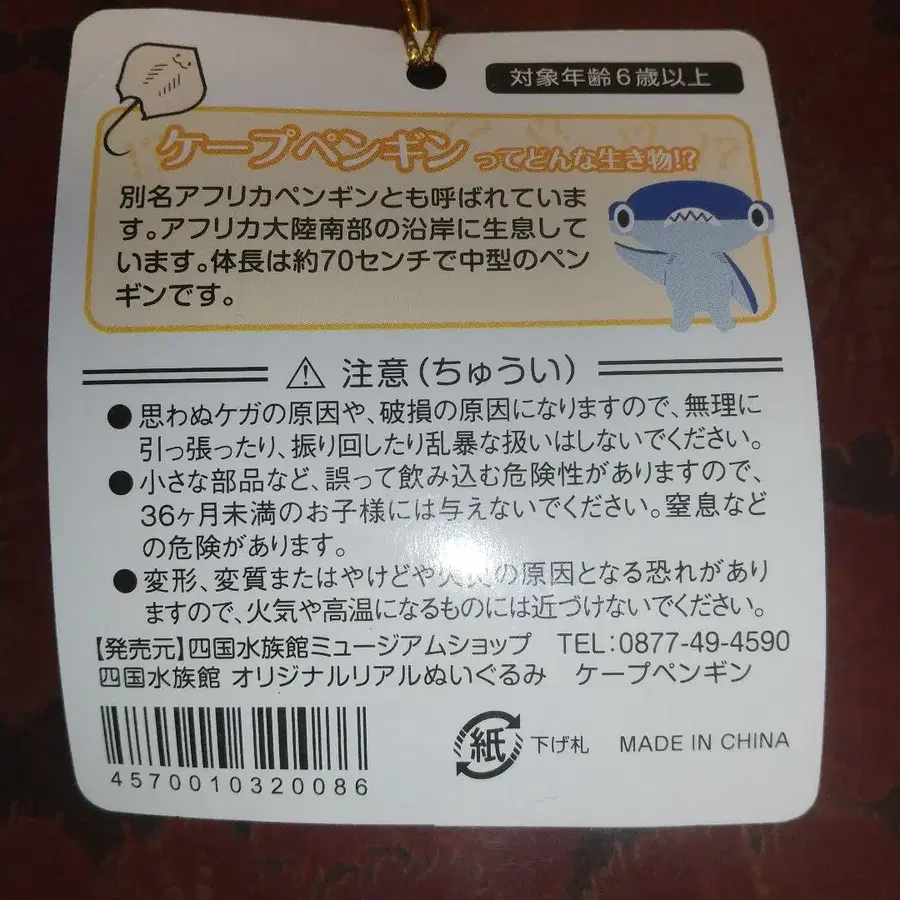 対象年齢6歳以上
ケープペンギンってどんな生き物!?
別名アフリカペンギンとも呼ばれていま
す。アフリカ大陸南部の沿岸に生息して
います。体長は約70センチで中型のペン
ギンです。
注意(ちゅうい)
●思わぬケガの原因や、破損の原因になりますので、無理に
引っ張ったり、振り回したり乱暴な扱いはしないでください。
●小さな部品など、誤って飲み込む危険性がありますので、
36ヶ月未満のお子様には与えないでください。窒息など
の危険があります。
●変形、変質またはやけどや火災の原因となる恐れがあり
ますので、火気や高温になるものには近づけないでください。
【発売元】四国水族館ミュージアムショップ TEL:0877-49-4590
四国水族館 オリジナルリアルぬいぐるみ ケープペンギン
4570010320086
紙 下げ札 MADE IN CHINA